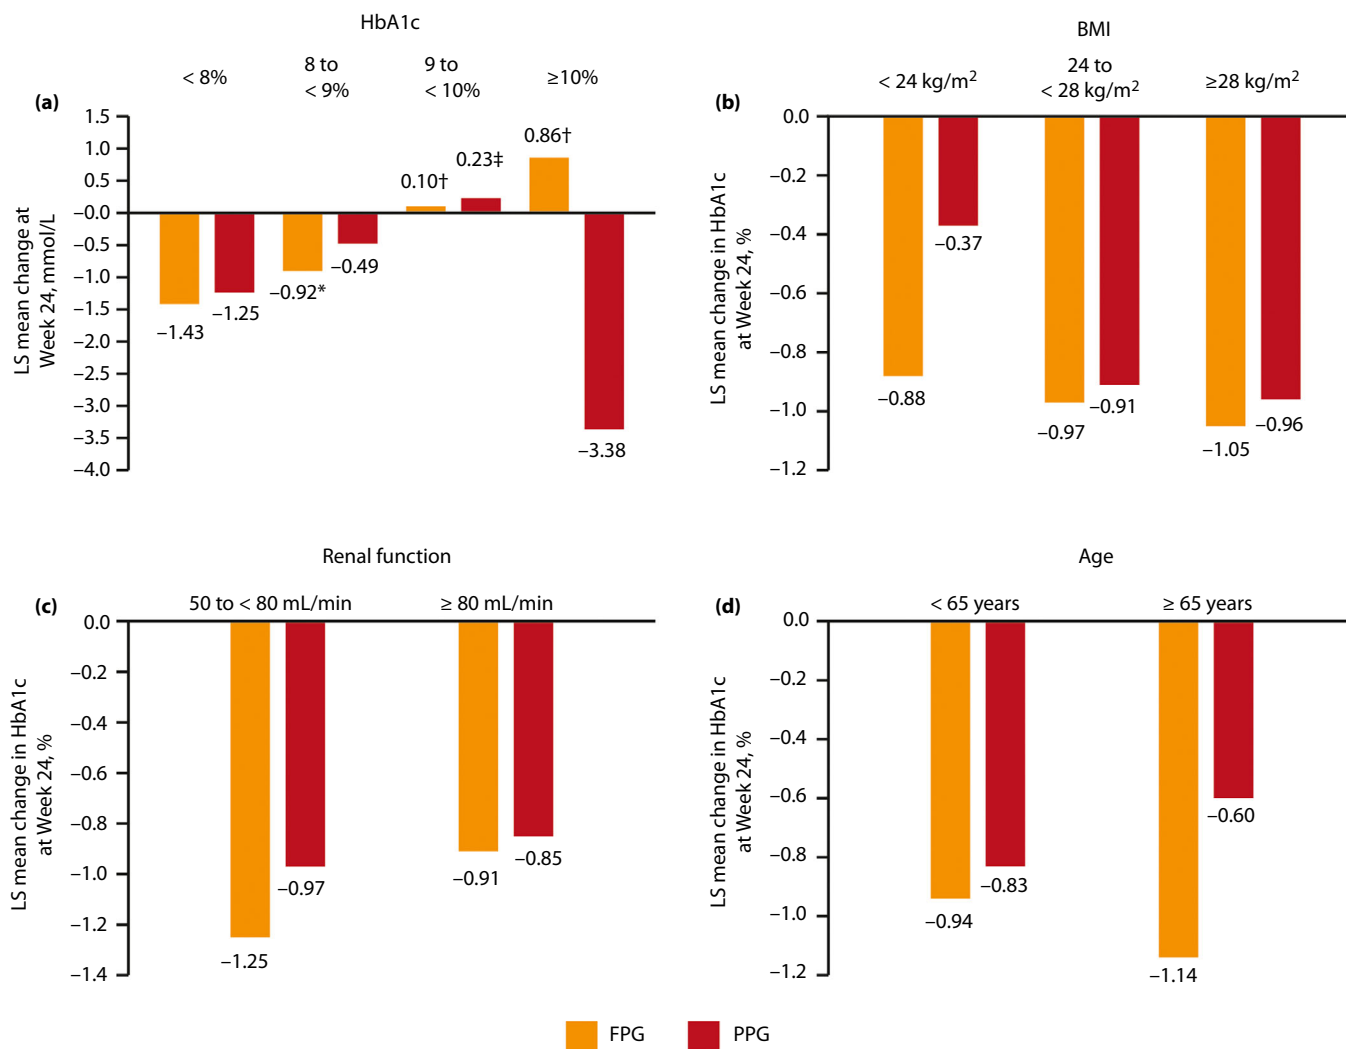 HbA1c
< 8%
8 to
< 9%
9 to
< 10%
≥10%
(a)
1.5
1.0
0.5
–0.0
–0.5
–1.0
–1.5
–2.0
–2.5
–3.0
–3.5
–4.0
LS mean change at
Week 24, mmol/L
–1.43
–1.25
–0.92*
–0.49
0.10†
0.23‡
0.86†
–3.38
BMI
< 24 kg/m²
24 to
< 28 kg/m²
≥28 kg/m²
(b)
0.0
–0.2
–0.4
–0.6
–0.8
–1.0
–1.2
LS mean change in HbA1c
at Week 24, %
–0.88
–0.37
–0.97
–0.91
–1.05
–0.96
Renal function
50 to < 80 mL/min
≥ 80 mL/min
(c)
0.0
–0.2
–0.4
–0.6
–0.8
–1.0
–1.2
–1.4
LS mean change in HbA1c
at Week 24, %
–1.25
–0.97
–0.91
–0.85
Age
< 65 years
≥ 65 years
(d)
0.0
–0.2
–0.4
–0.6
–0.8
–1.0
–1.2
LS mean change in HbA1c
at Week 24, %
–0.94
–0.83
–1.14
–0.60
FPG
PPG